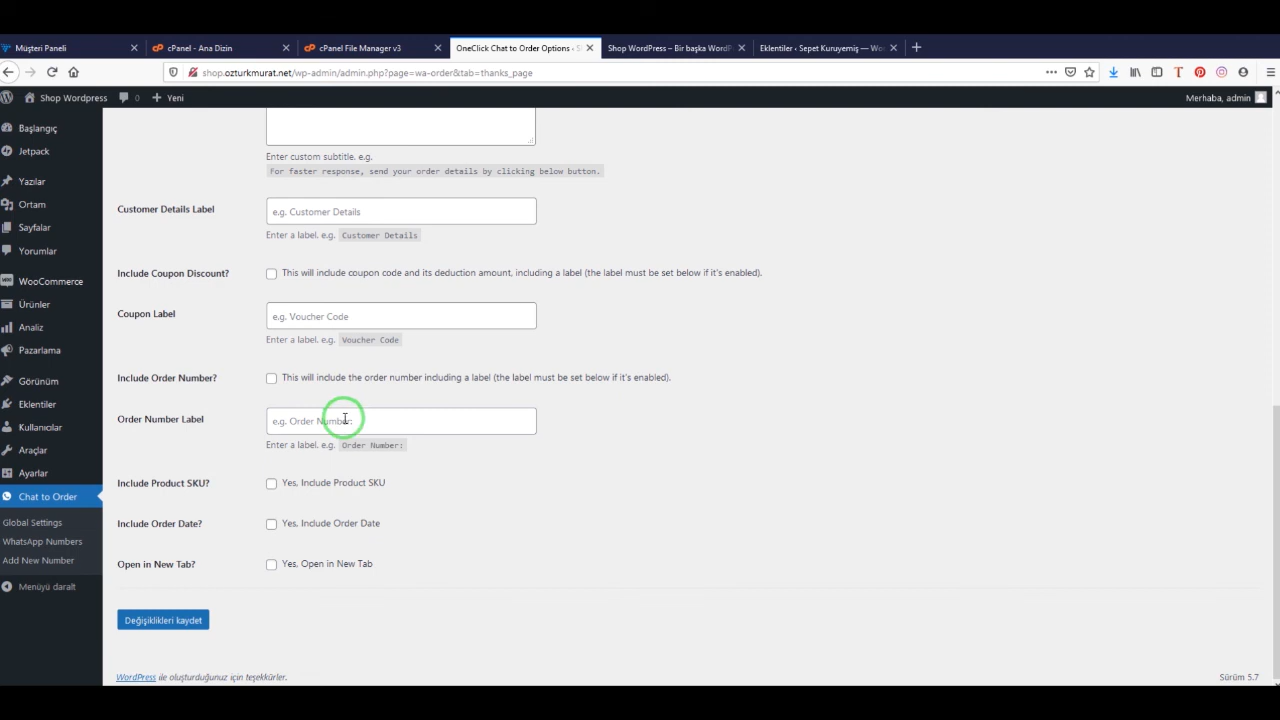 Müşteri Paneli
cPanel - Ana Dizin
cPanel File Manager v3
OneClick Chat to Order Options ‹ S
Shop WordPress – Bir başka WordP
Eklentiler ‹ Sepet Kuruyemiş — Wo
shop.ozturkmurat.net/wp-admin/admin.php?page=wa-order&tab=thanks_page
Shop Wordpress
0
Yeni
Merhaba, admin
Başlangıç
Jetpack
Yazılar
Ortam
Sayfalar
Yorumlar
WooCommerce
Ürünler
Analiz
Pazarlama
Görünüm
Eklentiler
Kullanıcılar
Araçlar
Ayarlar
Chat to Order
Global Settings
WhatsApp Numbers
Add New Number
Menüyü daralt
Enter custom subtitle. e.g.
For faster response, send your order details by clicking below button.
Customer Details Label
e.g. Customer Details
Enter a label. e.g. Customer Details
Include Coupon Discount?
This will include coupon code and its deduction amount, including a label (the label must be set below if it's enabled).
Coupon Label
e.g. Voucher Code
Enter a label. e.g. Voucher Code
Include Order Number?
This will include the order number including a label (the label must be set below if it's enabled).
Order Number Label
e.g. Order Number:
Enter a label. e.g. Order Number:
Include Product SKU?
Yes, Include Product SKU
Include Order Date?
Yes, Include Order Date
Open in New Tab?
Yes, Open in New Tab
Değişiklikleri kaydet
WordPress ile oluşturduğunuz için teşekkürler.
Sürüm 5.7